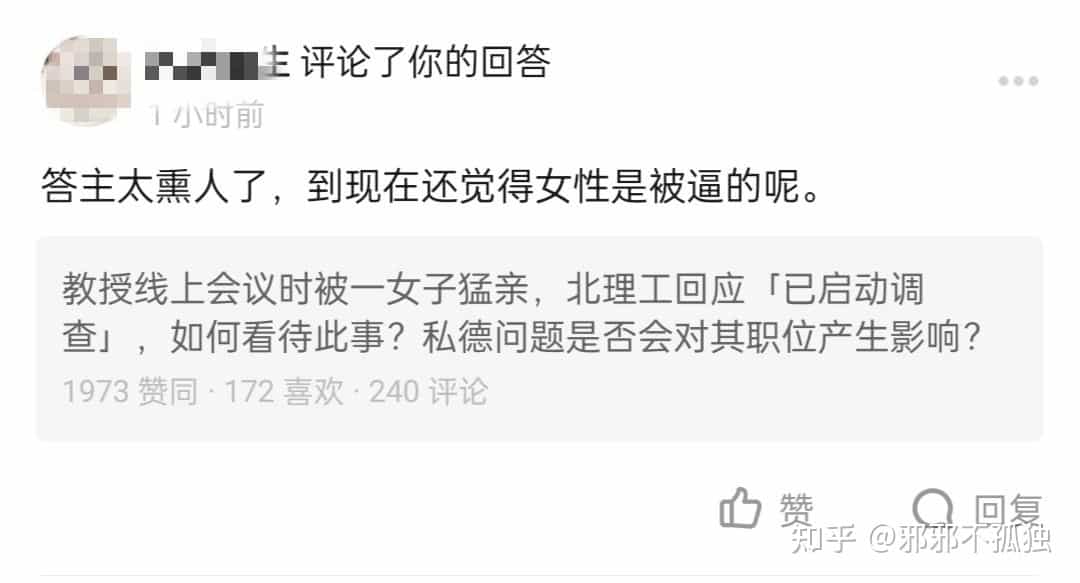 主 评论了你的回答
1 小时前
答主太熏人了，到现在还觉得女性是被逼的呢。
教授线上会议时被一女子猛亲，北理工回应「已启动调
查」，如何看待此事？私德问题是否会对其职位产生影响？
1973 赞同 · 172 喜欢 · 240 评论
赞 回复
知乎 @邪邪不孤独